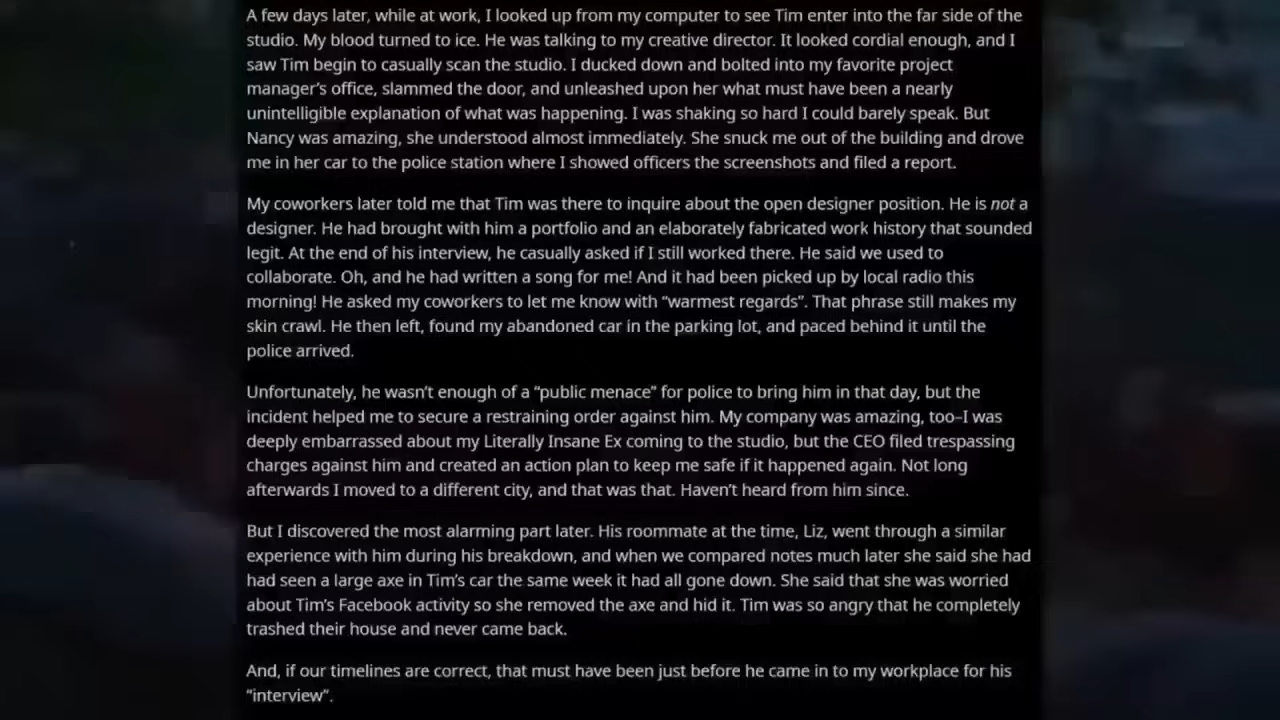 A few days later, while at work, I looked up from my computer to see Tim enter into the far side of the
studio. My blood turned to ice. He was talking to my creative director. It looked cordial enough, and I
saw Tim begin to casually scan the studio. I ducked down and bolted into my favorite project
manager's office, slammed the door, and unleashed upon her what must have been a nearly
unintelligible explanation of what was happening. I was shaking so hard I could barely speak. But
Nancy was amazing, she understood almost immediately. She snuck me out of the building and drove
me in her car to the police station where I showed officers the screenshots and filed a report.
My coworkers later told me that Tim was there to inquire about the open designer position. He is not a
designer. He had brought with him a portfolio and an elaborately fabricated work history that sounded
legit. At the end of his interview, he casually asked if I still worked there. He said we used to
collaborate. Oh, and he had written a song for me! And it had been picked up by local radio this
morning! He asked my coworkers to let me know with “warmest regards”. That phrase still makes my
skin crawl. He then left, found my abandoned car in the parking lot, and paced behind it until the
police arrived.
Unfortunately, he wasn't enough of a “public menace” for police to bring him in that day, but the
incident helped me to secure a restraining order against him. My company was amazing, too–I was
deeply embarrassed about my Literally Insane Ex coming to the studio, but the CEO filed trespassing
charges against him and created an action plan to keep me safe if it happened again. Not long
afterwards I moved to a different city, and that was that. Haven't heard from him since.
But I discovered the most alarming part later. His roommate at the time, Liz, went through a similar
experience with him during his breakdown, and when we compared notes much later she said she had
had seen a large axe in Tim's car the same week it had all gone down. She said that she was worried
about Tim's Facebook activity so she removed the axe and hid it. Tim was so angry that he completely
trashed their house and never came back.
And, if our timelines are correct, that must have been just before he came in to my workplace for his
“interview”.